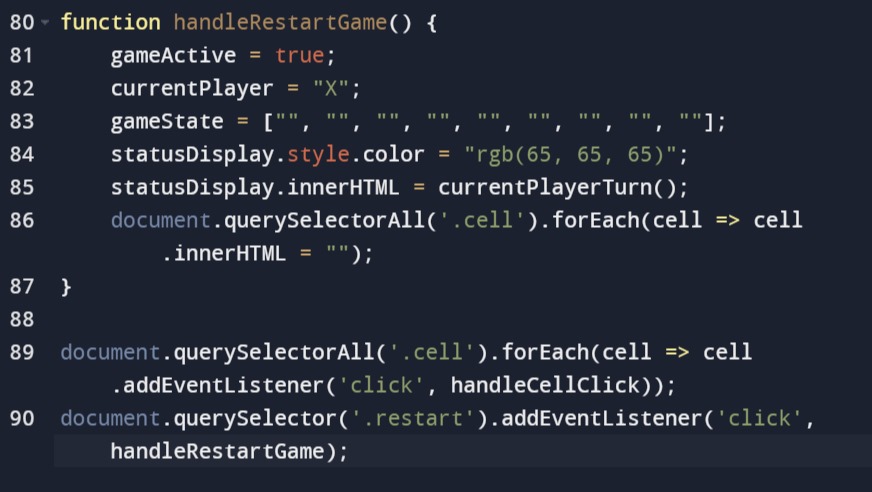 80 function handleRestartGame() {
81 gameActive = true;
82 currentPlayer = "X";
83 gameState = ["", "", "", "", "", "", "", "", ""];
84 statusDisplay.style.color = "rgb(65, 65, 65)";
85 statusDisplay.innerHTML = currentPlayerTurn();
86 document.querySelectorAll('.cell').forEach(cell => cell
.innerHTML = "");
87 }
88
89 document.querySelectorAll('.cell').forEach(cell => cell
.addEventListener('click', handleCellClick));
90 document.querySelector('.restart').addEventListener('click',
handleRestartGame);